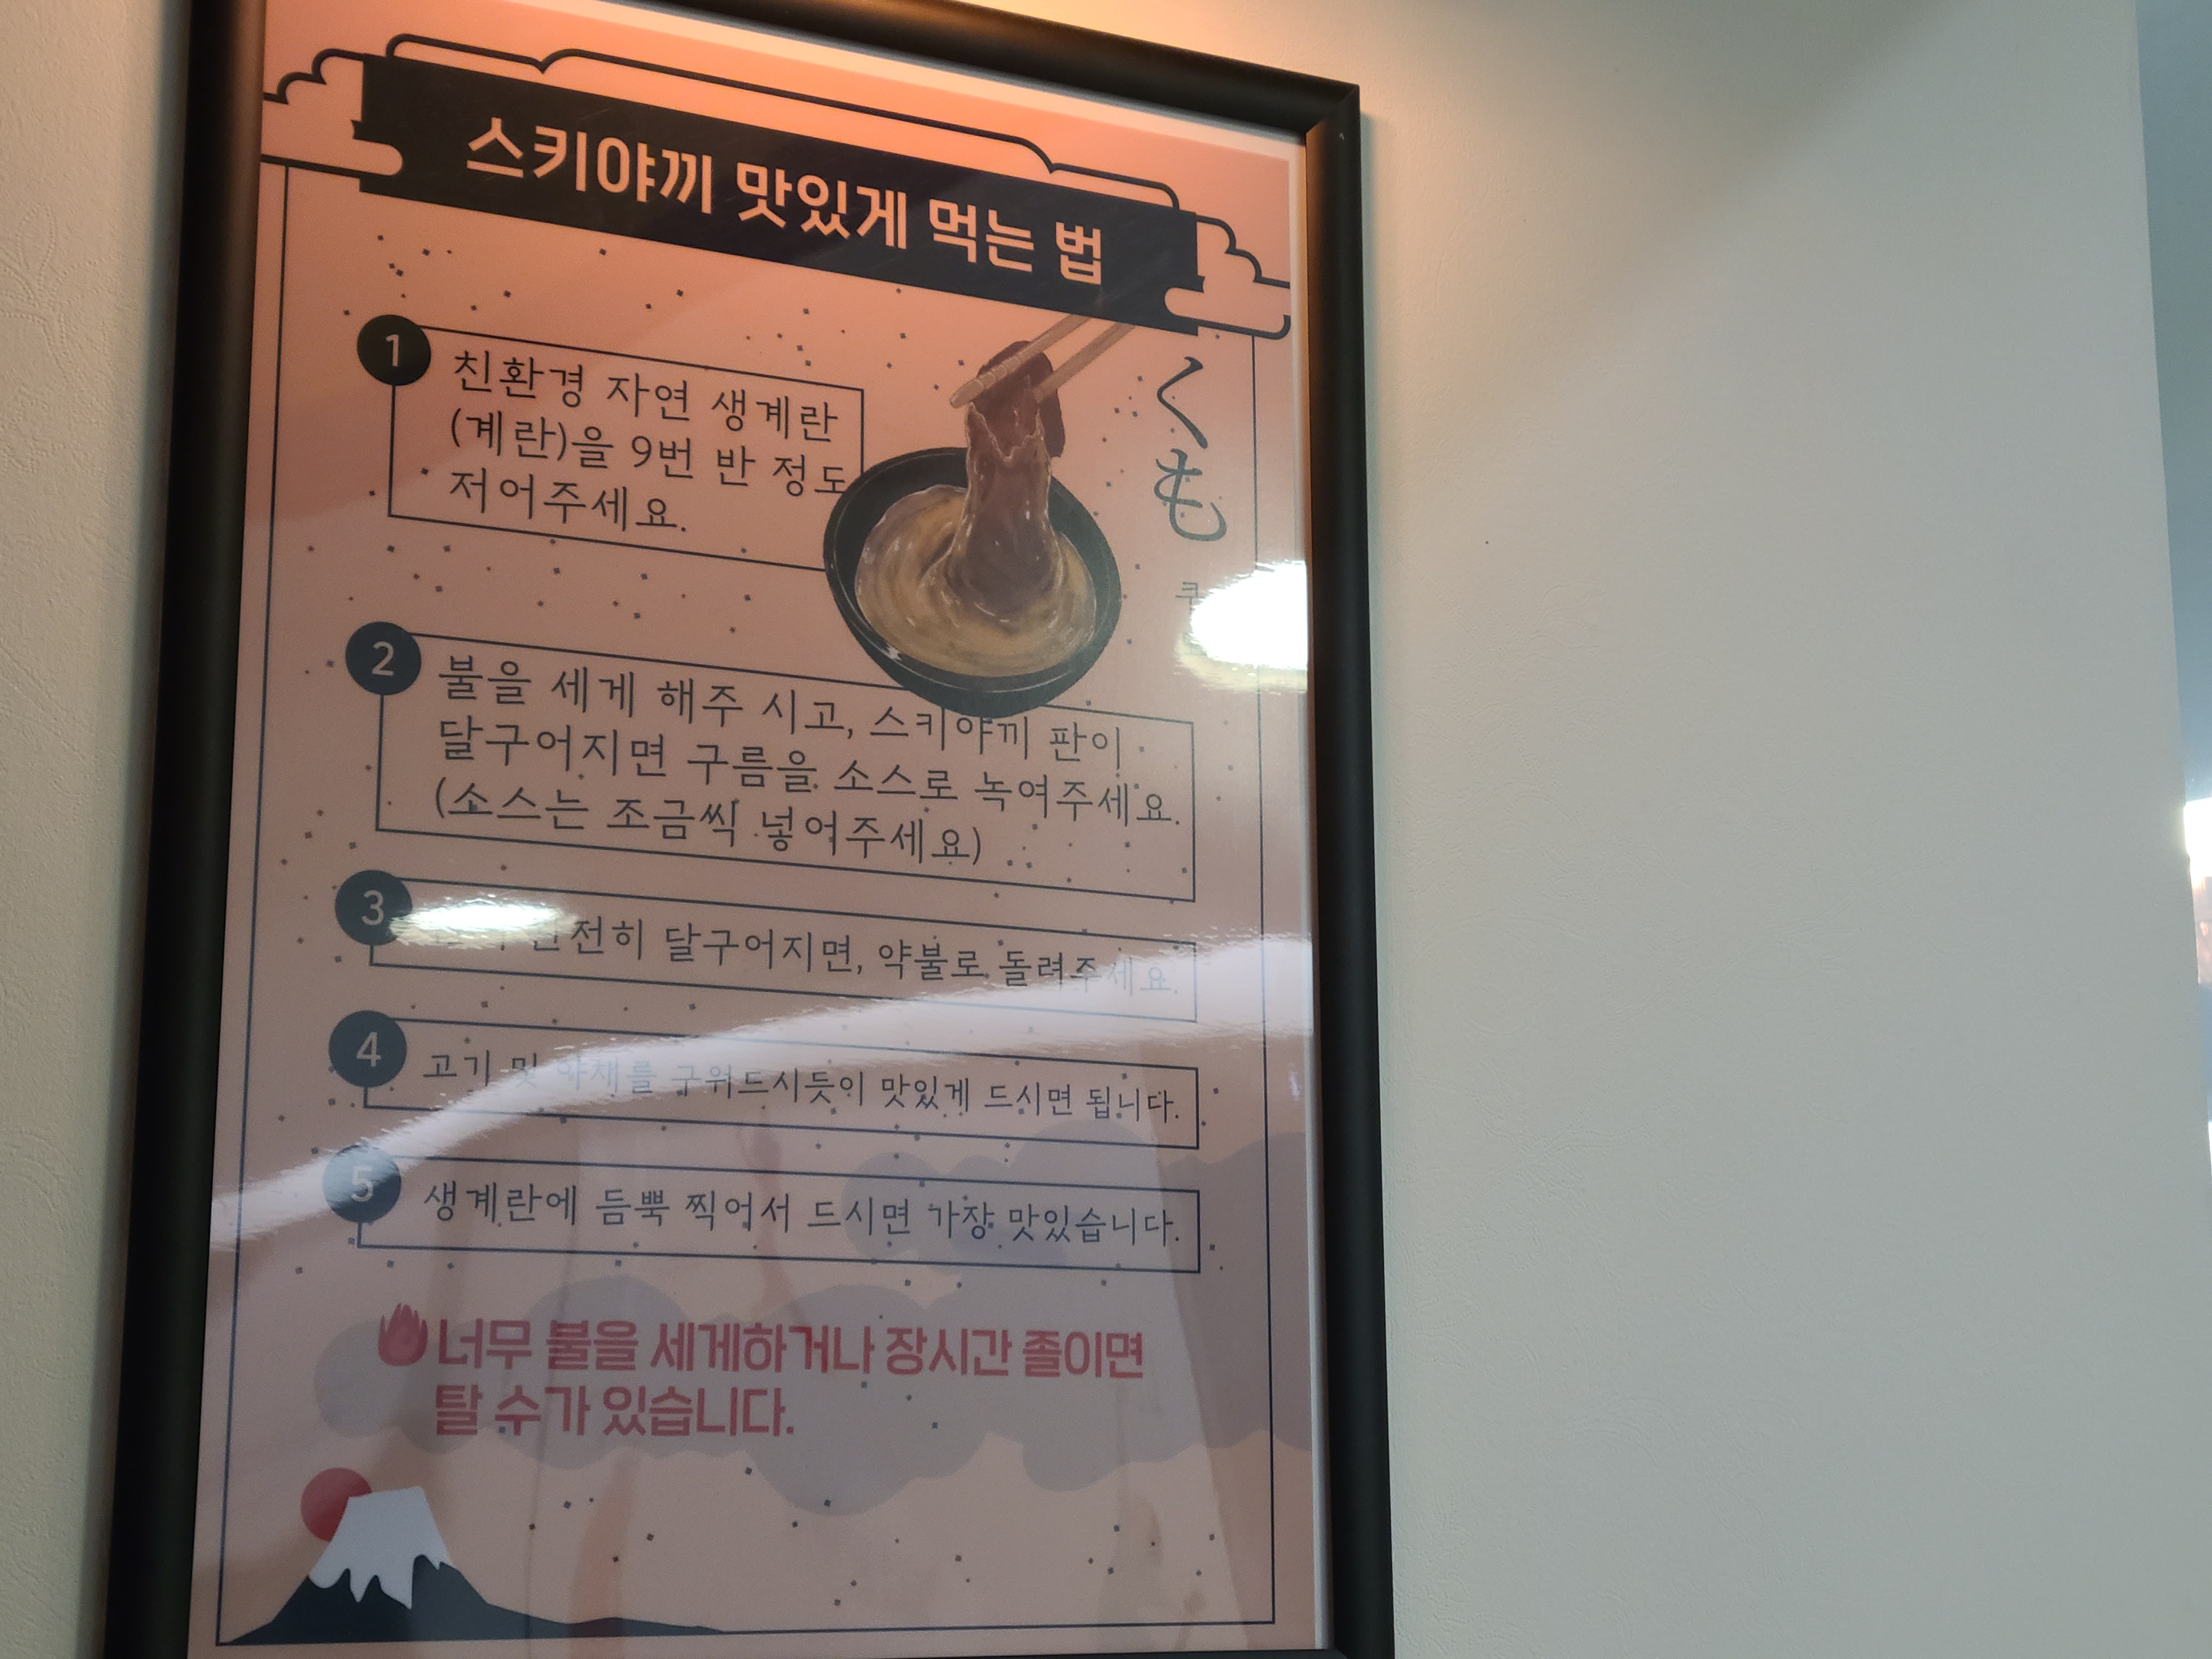 스키야끼 맛있게 먹는 법
くも
1
친환경 자연 생계란
(계란)을 9번 반 정도
저어주세요.
2
불을 세게 해주 시고, 스키야끼 판이
달구어지면 구름을 소스로 녹여주세요.
(소스는 조금씩 넣어주세요)
3
완전히 달구어지면, 약불로 돌려주세요.
4
고기 및 야채를 구워드시듯이 맛있게 드시면 됩니다.
5
생계란에 듬뿍 찍어서 드시면 가장 맛있습니다.
너무 불을 세게하거나 장시간 졸이면
탈 수가 있습니다.